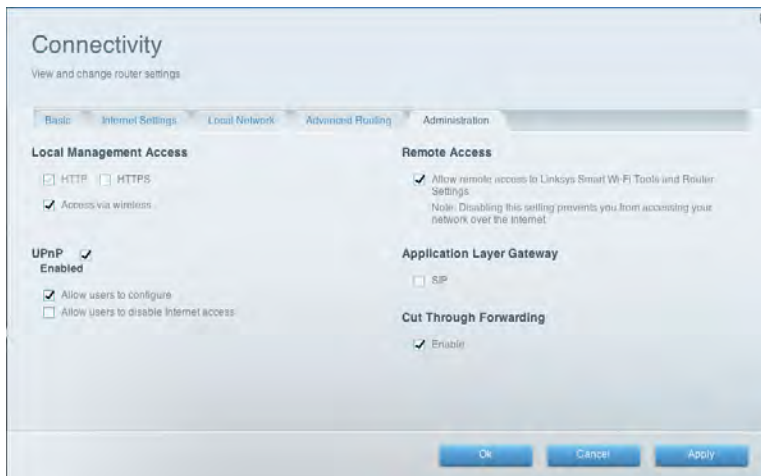 Connectivity
View and change router settings
Basic Internet Settings Local Network Advanced Routing Administration
Local Management Access
HTTP HTTPS
Access via wireless
UPnP
Enabled
Allow users to configure
Allow users to disable Internet access
Remote Access
Allow remote access to Linksys Smart Wi-Fi Tools and Router
Settings
Note: Disabling this setting prevents you from accessing your
network over the Internet
Application Layer Gateway
SIP
Cut Through Forwarding
Enable
Ok Cancel Apply